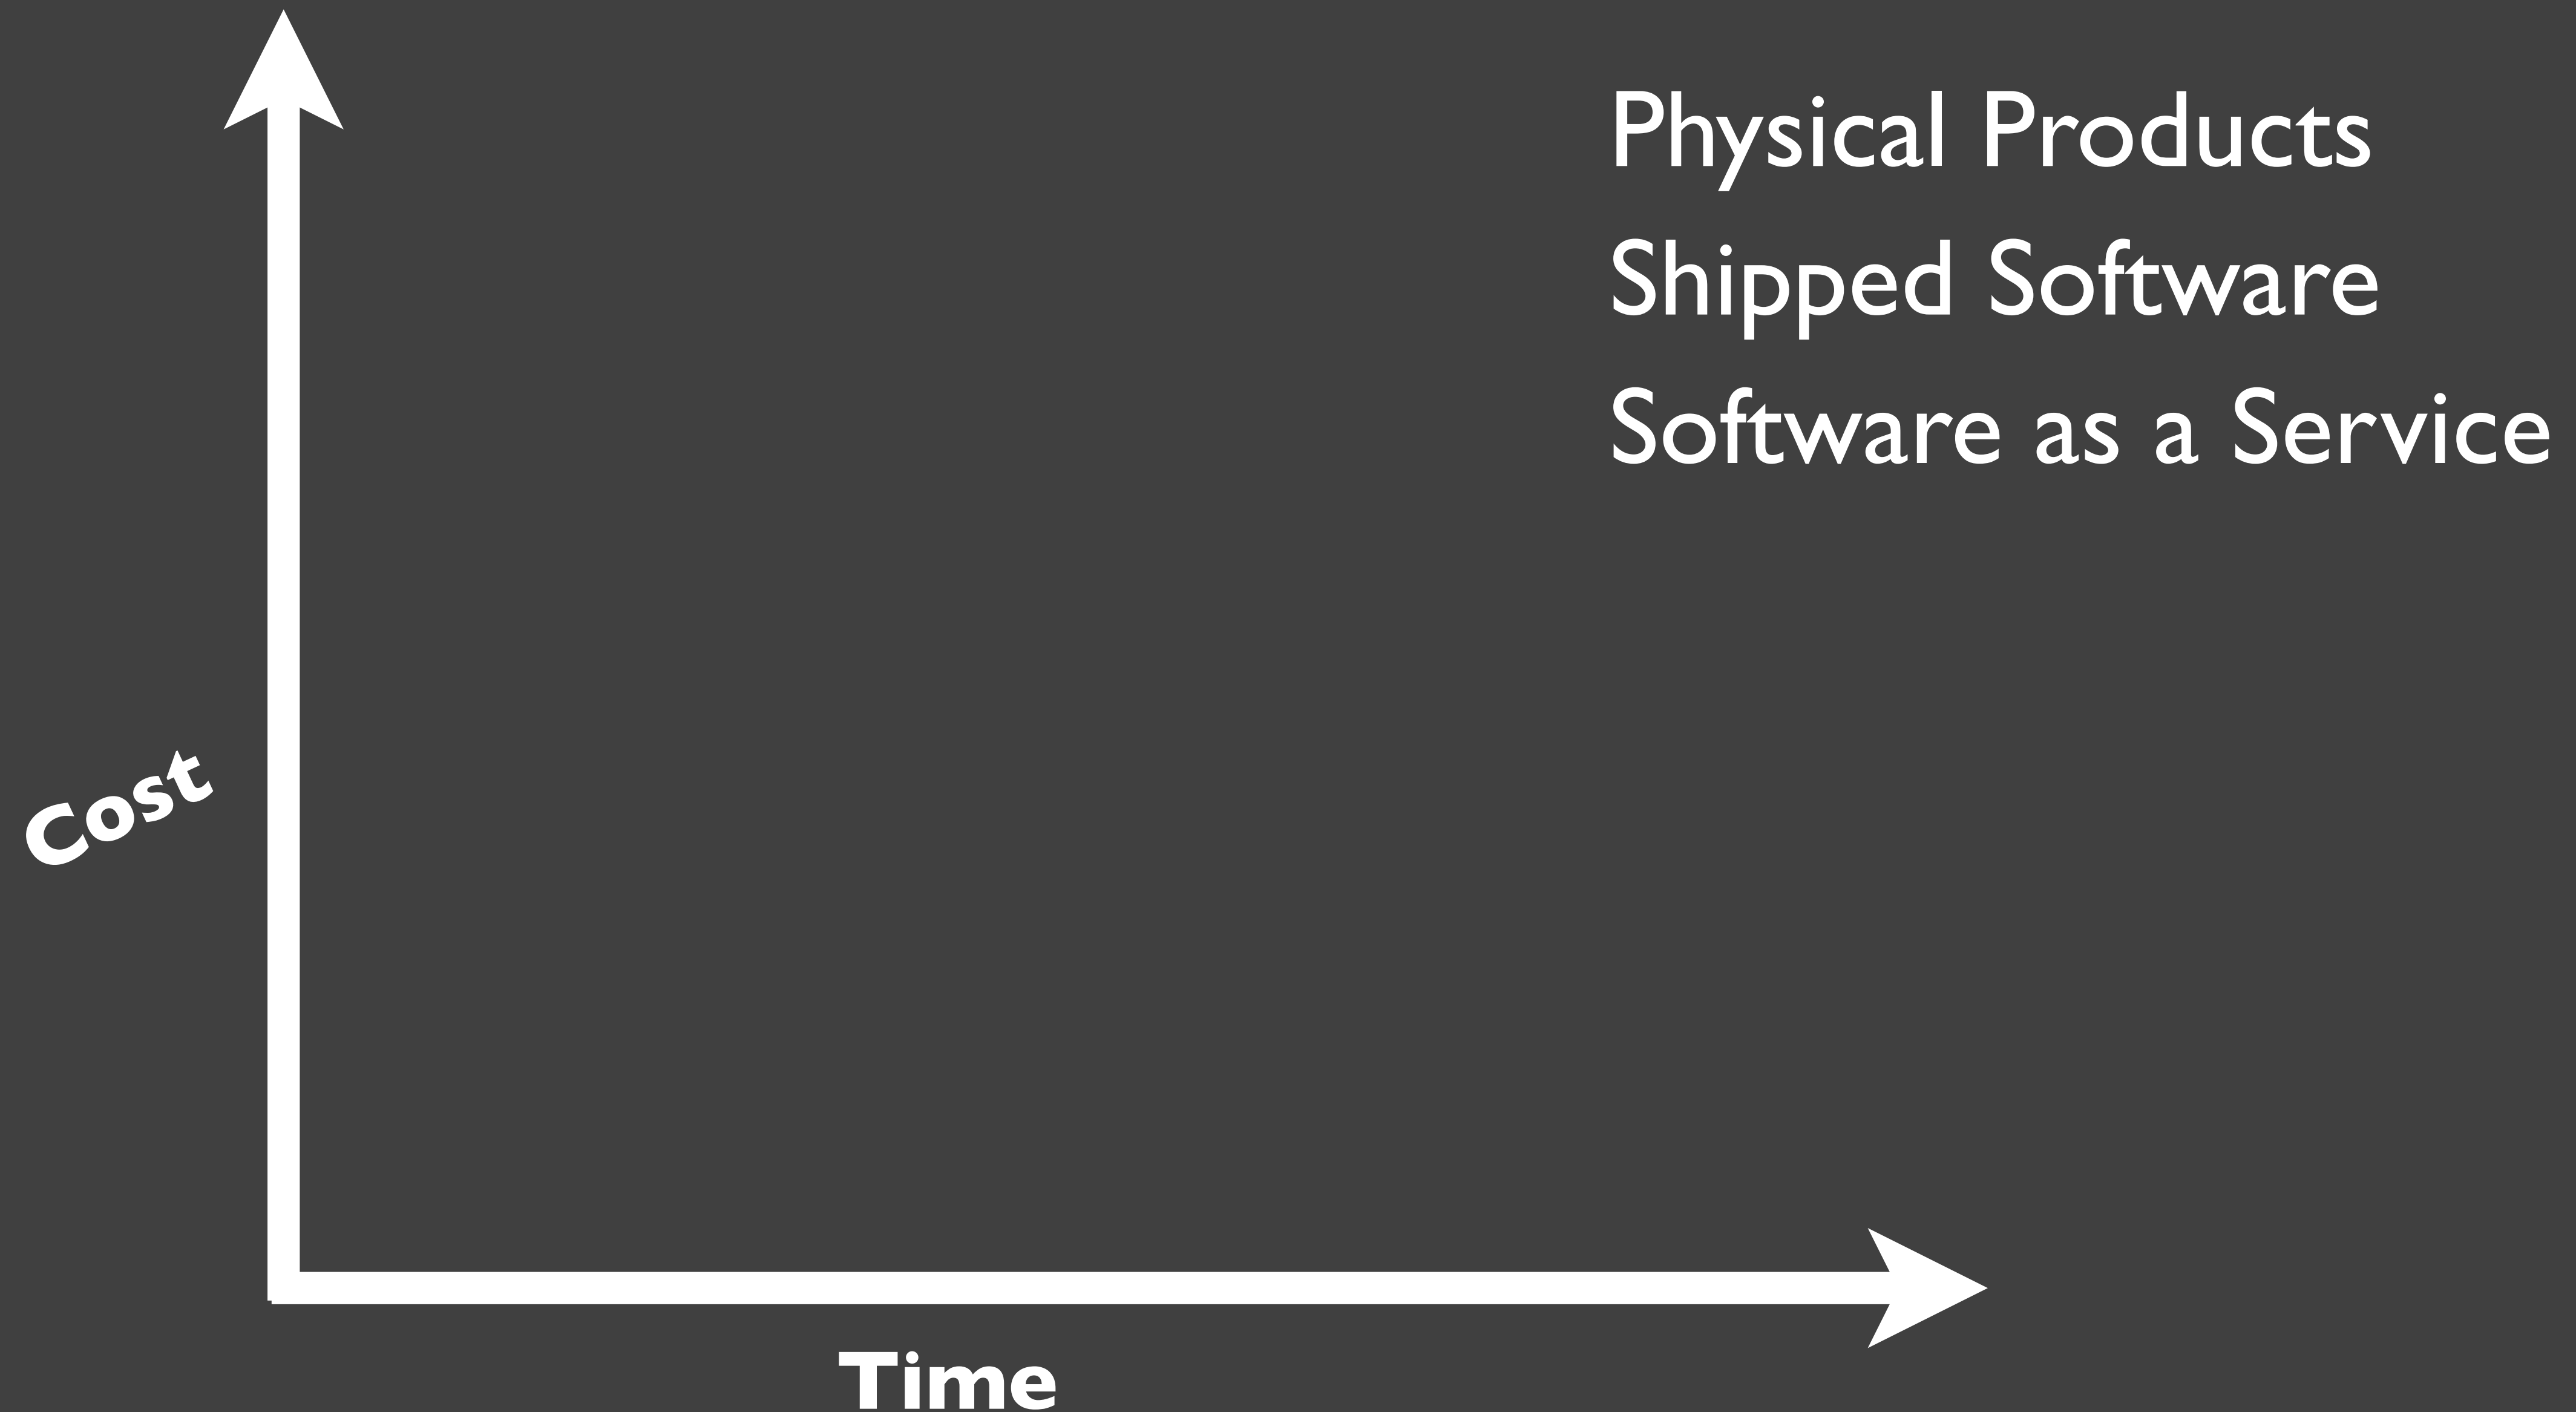 Physical Products
Shipped Software
Software as a Service
Cost
Time